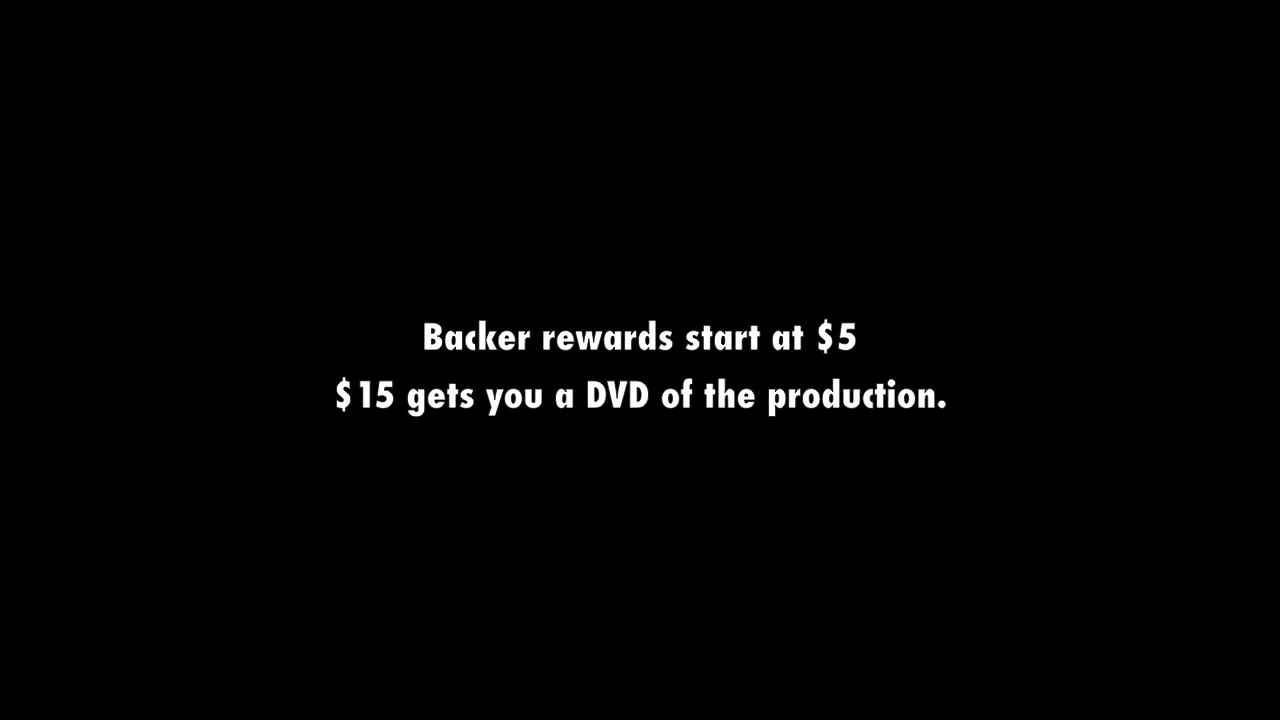 Backer rewards start at $5
$15 gets you a DVD of the production.